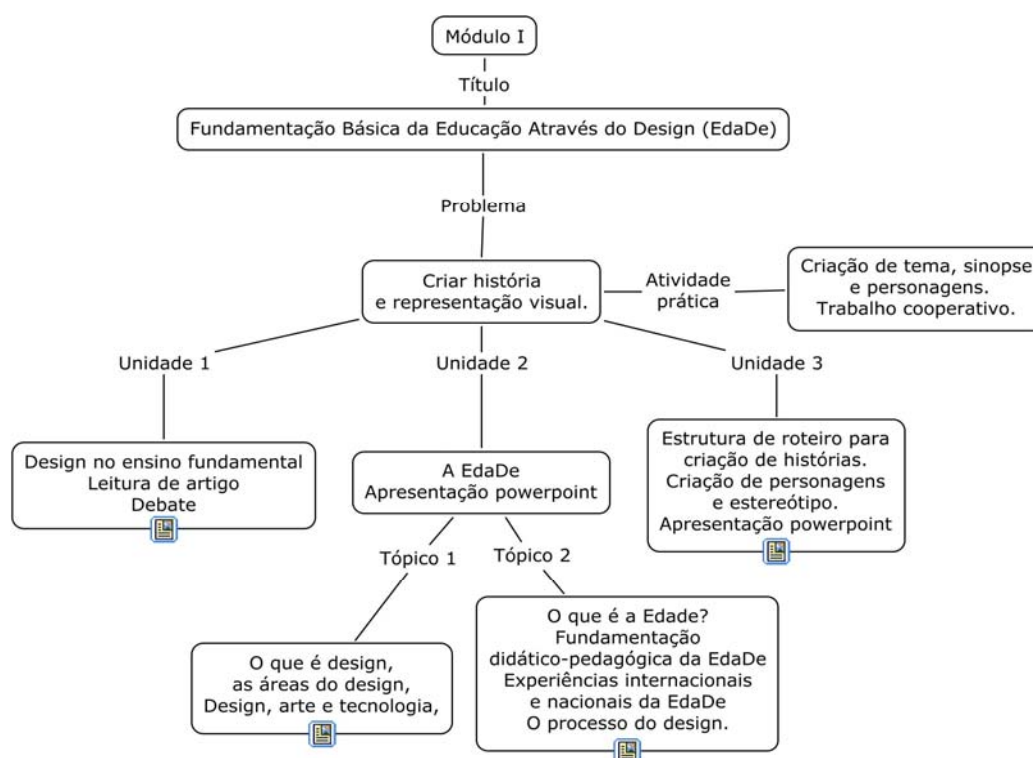 Módulo I
Título
Fundamentação Básica da Educação Através do Design (EdaDe)
Problema
Criar história
e representação visual.
Atividade
prática
Criação de tema, sinopse
e personagens.
Trabalho cooperativo.
Unidade 1
Unidade 2
Unidade 3
Design no ensino fundamental
Leitura de artigo
Debate
A EdaDe
Apresentação powerpoint
Estrutura de roteiro para
criação de histórias.
Criação de personagens
e estereótipo.
Apresentação powerpoint
Tópico 1
Tópico 2
O que é design,
as áreas do design,
Design, arte e tecnologia,
O que é a Edade?
Fundamentação
didático-pedagógica da EdaDe
Experiências internacionais
e nacionais da EdaDe
O processo do design.